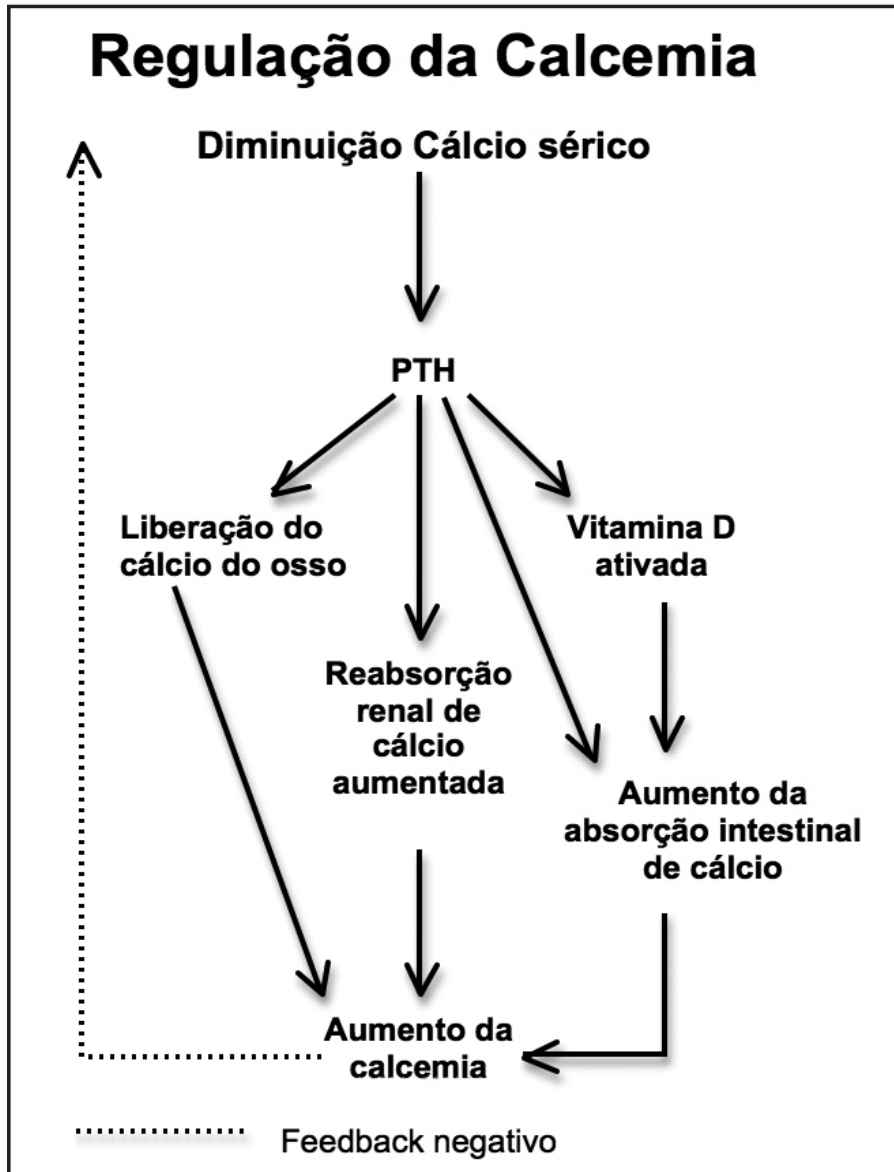 Regulação da Calcemia
Diminuição Cálcio sérico
PTH
Liberação do
cálcio do osso
Vitamina D
ativada
Reabsorção
renal de
cálcio
aumentada
Aumento da
absorção intestinal
de cálcio
Aumento da
calcemia
Feedback negativo